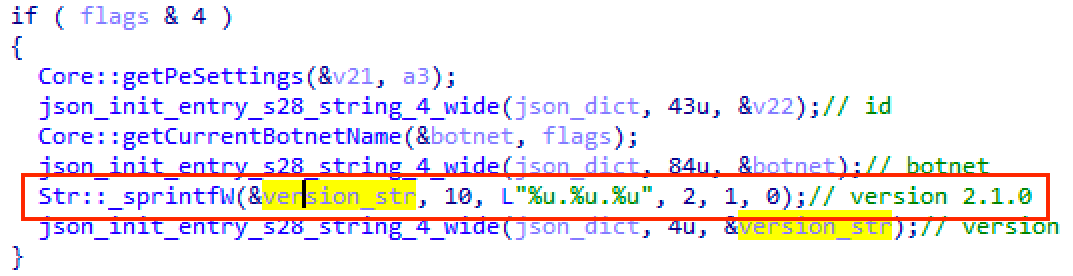 if ( flags & 4 )
{
Core::getPeSettings(&v21, a3);
json_init_entry_s28_string_4_wide(json_dict, 43u, &v22);// id
Core::getCurrentBotnetName(&botnet, flags);
json_init_entry_s28_string_4_wide(json_dict, 84u, &botnet);// botnet
Str::_sprintfW(&version_str, 10, L"%u.%u.%u", 2, 1, 0);// version 2.1.0
json_init_entry_s28_string_4_wide(json_dict, 4u, &version_str);// version
}